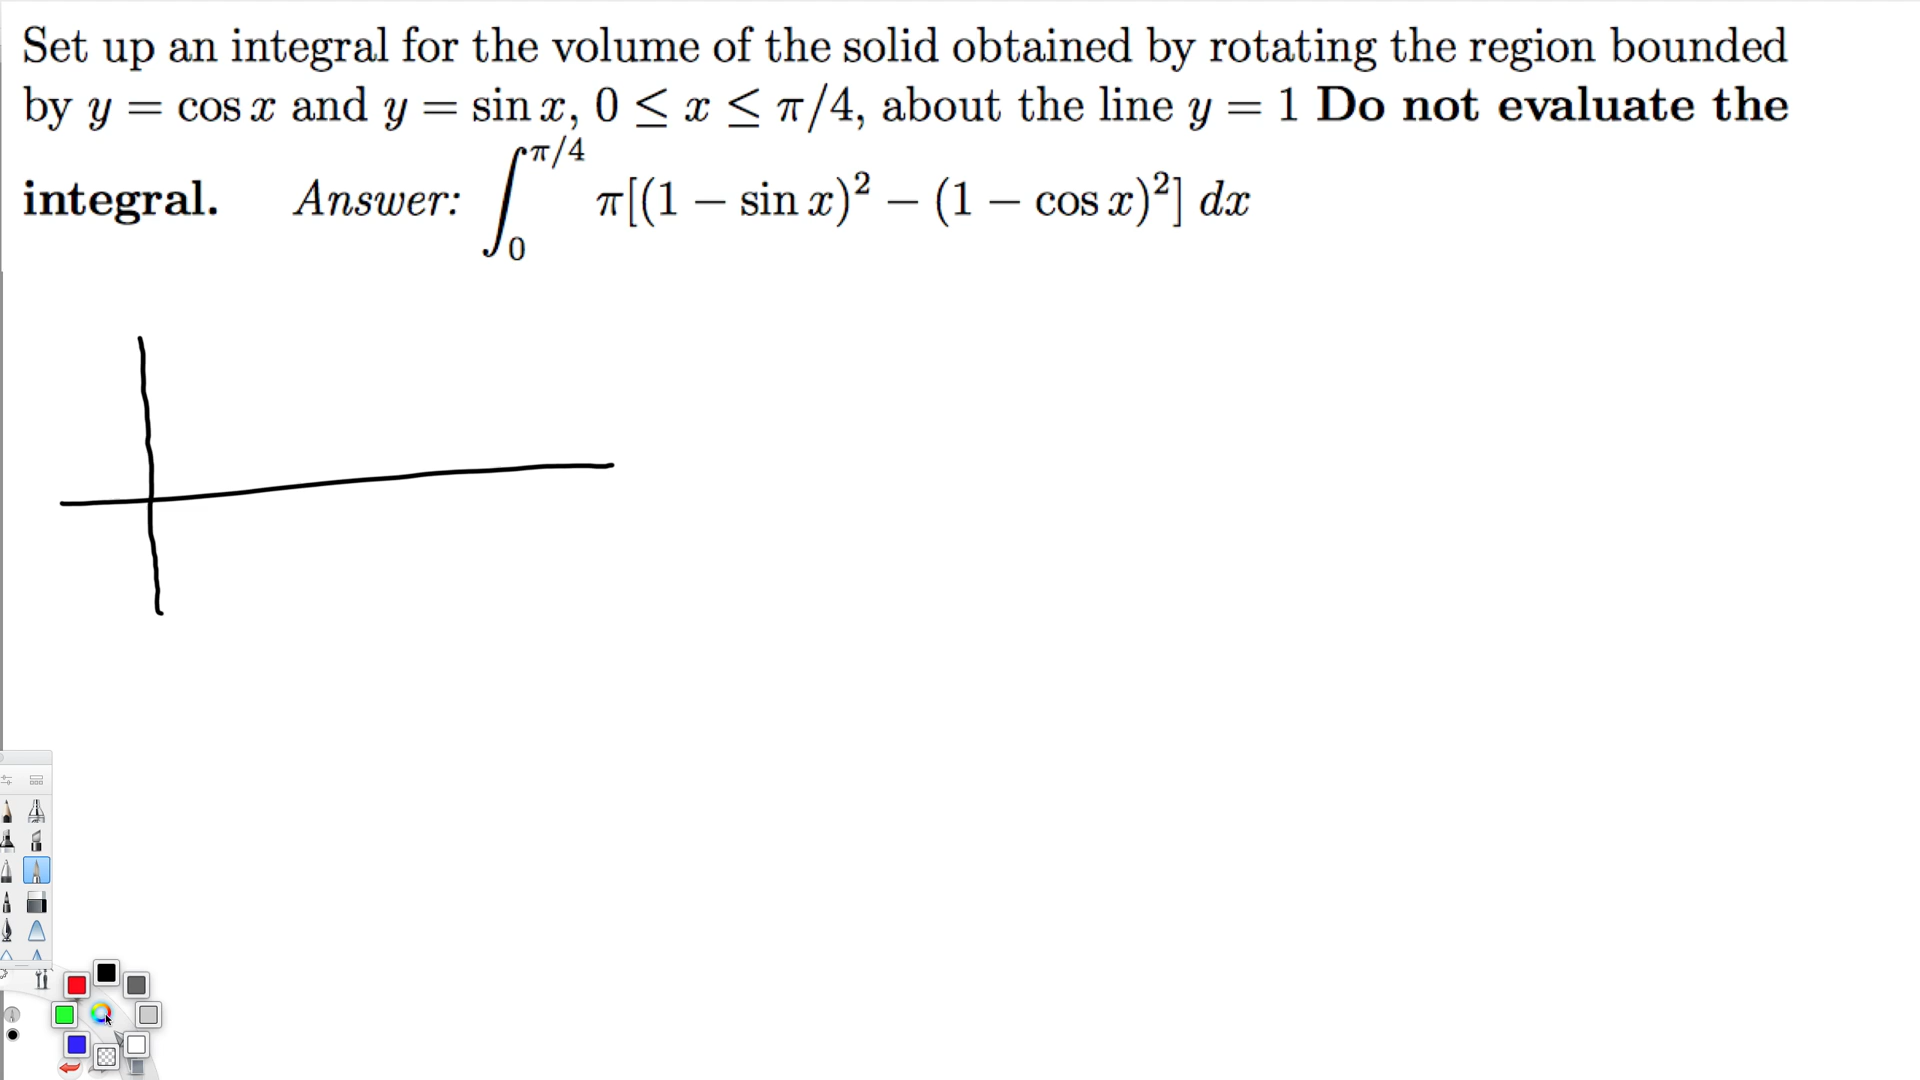 Set up an integral for the volume of the solid obtained by rotating the region bounded
by y = cos x and y = sin x, 0 ≤ x ≤ π/4, about the line y = 1 Do not evaluate the
integral. Answer: ∫₀^{π/4} π[(1 − sin x)² − (1 − cos x)²] dx